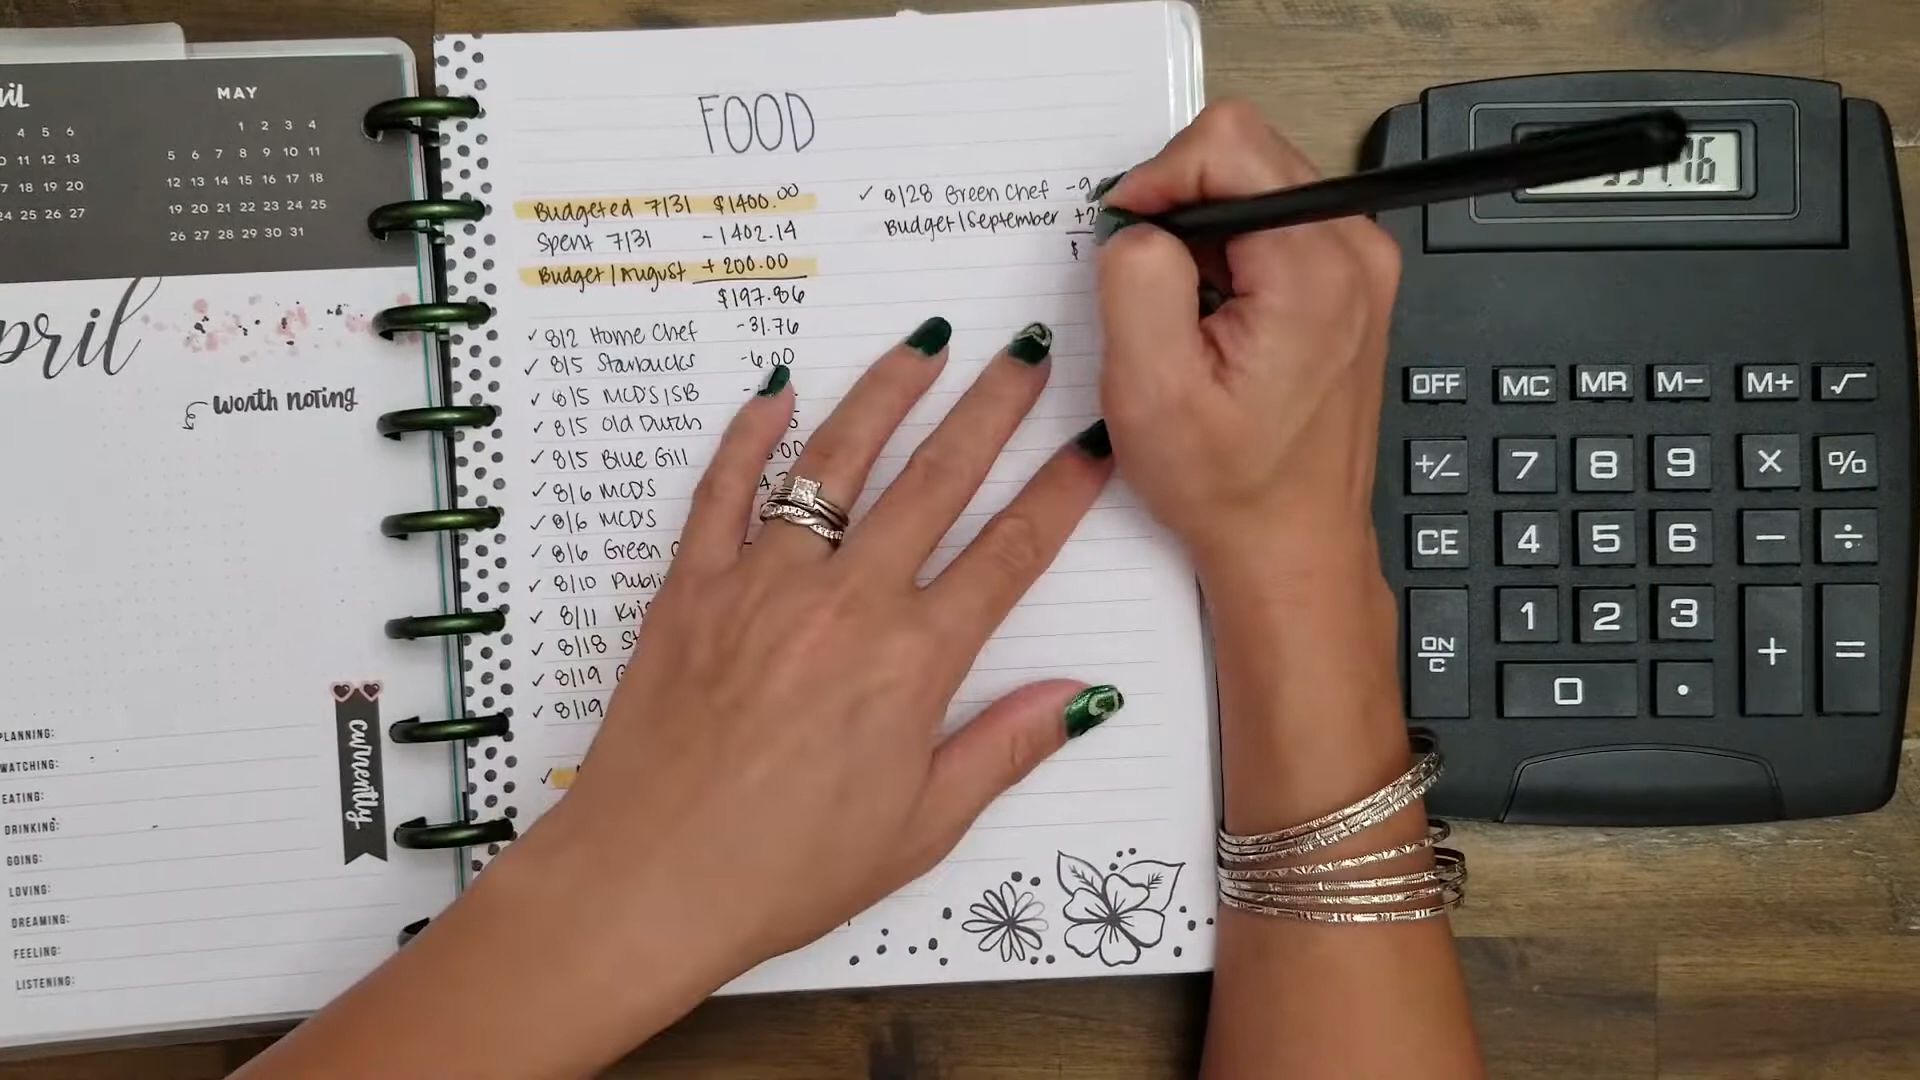 MAY
4 5 6
1 2 3 4
10 11 12 13
5 6 7 8 9 10 11
18 19 20
12 13 14 15 16 17 18
25 26 27
19 20 21 22 23 24 25
26 27 28 29 30 31
worth noting
PLANNING:
WATCHING:
EATING:
DRINKING:
GOING:
LOVING:
DREAMING:
FEELING:
LISTENING:
currently
FOOD
Budgeted 7/31 $1400.00
Spent 7/31 -1402.14
Budget/August +200.00
$197.86
✓ 8/2 Home Chef -31.76
✓ 8/5 Starbucks -6.00
✓ 8/5 MCD'S/SB
✓ 8/5 Old Dutch
✓ 8/5 Blue Gill
✓ 8/6 MCD'S
✓ 8/6 MCD'S
✓ 8/6 Green
✓ 8/10
✓ 8/11
✓ 8/18
✓ 8/19
✓ 8/19
✓ 8/28 Green Chef
Budget/September
$
OFF MC MR M- M+ √
+/- 7 8 9 × %
CE 4 5 6 − ÷
ON/C 1 2 3 + =
0 •